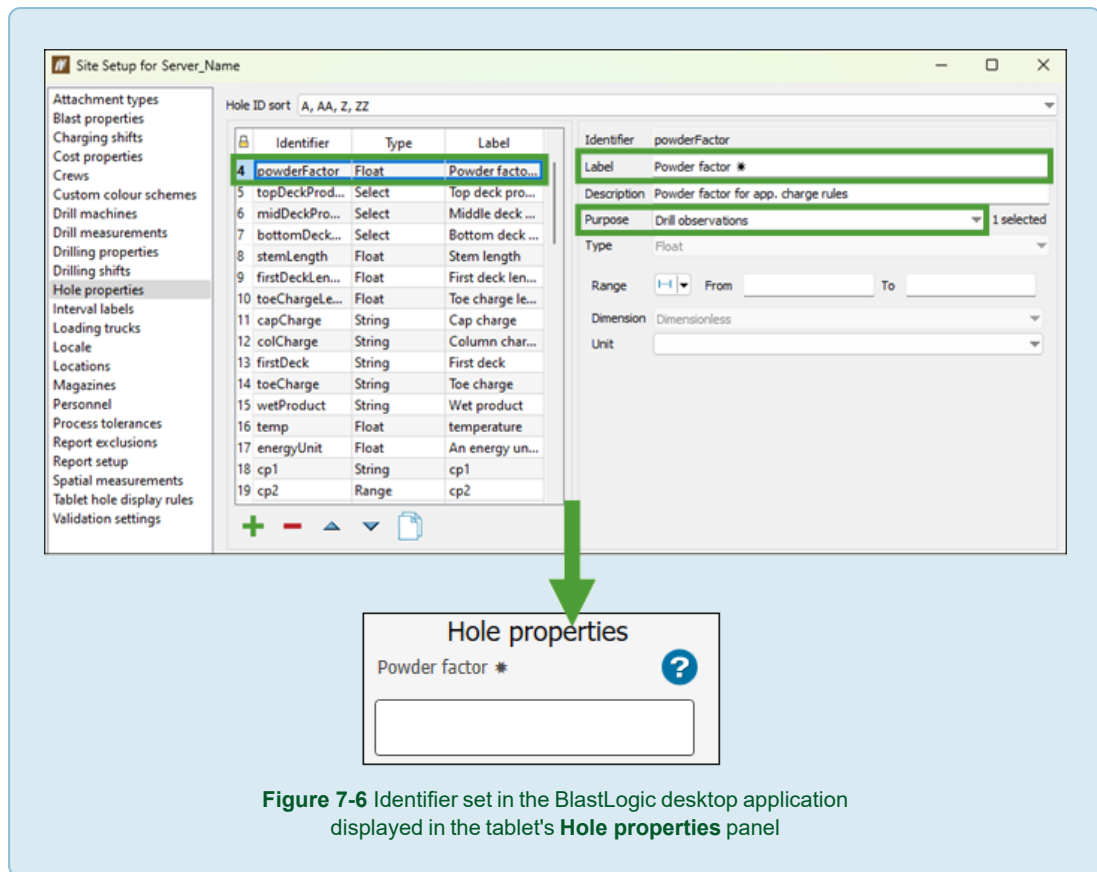 Site Setup for Server_Name
Attachment types
Blast properties
Charging shifts
Cost properties
Crews
Custom colour schemes
Drill machines
Drill measurements
Drilling properties
Drilling shifts
Hole properties
Interval labels
Loading trucks
Locale
Locations
Magazines
Personnel
Process tolerances
Report exclusions
Report setup
Spatial measurements
Tablet hole display rules
Validation settings
Hole ID sort A, AA, Z, ZZ
Identifier Type Label
4 powderFactor Float Powder facto...
5 topDeckProd... Select Top deck pro...
6 midDeckPro... Select Middle deck ...
7 bottomDeck... Select Bottom deck ...
8 stemLength Float Stem length
9 firstDeckLen... Float First deck len...
10 toeChargeLe... Float Toe charge le...
11 capCharge String Cap charge
12 colCharge String Column char...
13 firstDeck String First deck
14 toeCharge String Toe charge
15 wetProduct String Wet product
16 temp Float temperature
17 energyUnit Float An energy un...
18 cp1 String cp1
19 cp2 Range cp2
Identifier powderFactor
Label Powder factor ✷
Description Powder factor for app. charge rules
Purpose Drill observations 1 selected
Type Float
Range From To
Dimension Dimensionless
Unit
Hole properties
Powder factor ✷
?
Figure 7-6 Identifier set in the BlastLogic desktop application
displayed in the tablet's Hole properties panel